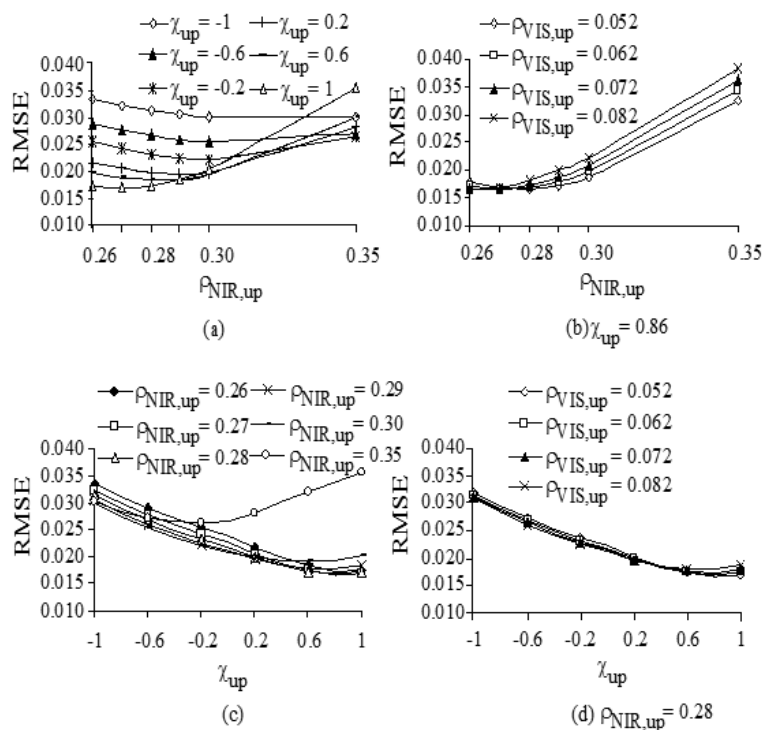 χup= -1 χup= 0.2
χup= -0.6 χup= 0.6
χup= -0.2 χup= 1
0.040
0.035
0.030
0.025
0.020
0.015
0.010
RMSE
0.26 0.28 0.30 0.35
ρNIR,up
(a)
ρVIS,up= 0.052
ρVIS,up= 0.062
ρVIS,up= 0.072
ρVIS,up= 0.082
0.040
0.035
0.030
0.025
0.020
0.015
0.010
RMSE
0.26 0.28 0.30 0.35
ρNIR,up
(b)χup= 0.86
ρNIR,up= 0.26 ρNIR,up= 0.29
ρNIR,up= 0.27 ρNIR,up= 0.30
ρNIR,up= 0.28 ρNIR,up= 0.35
0.040
0.035
0.030
0.025
0.020
0.015
0.010
RMSE
-1 -0.6 -0.2 0.2 0.6 1
χup
(c)
ρVIS,up= 0.052
ρVIS,up= 0.062
ρVIS,up= 0.072
ρVIS,up= 0.082
0.040
0.035
0.030
0.025
0.020
0.015
0.010
RMSE
-1 -0.6 -0.2 0.2 0.6 1
χup
(d) ρNIR,up= 0.28